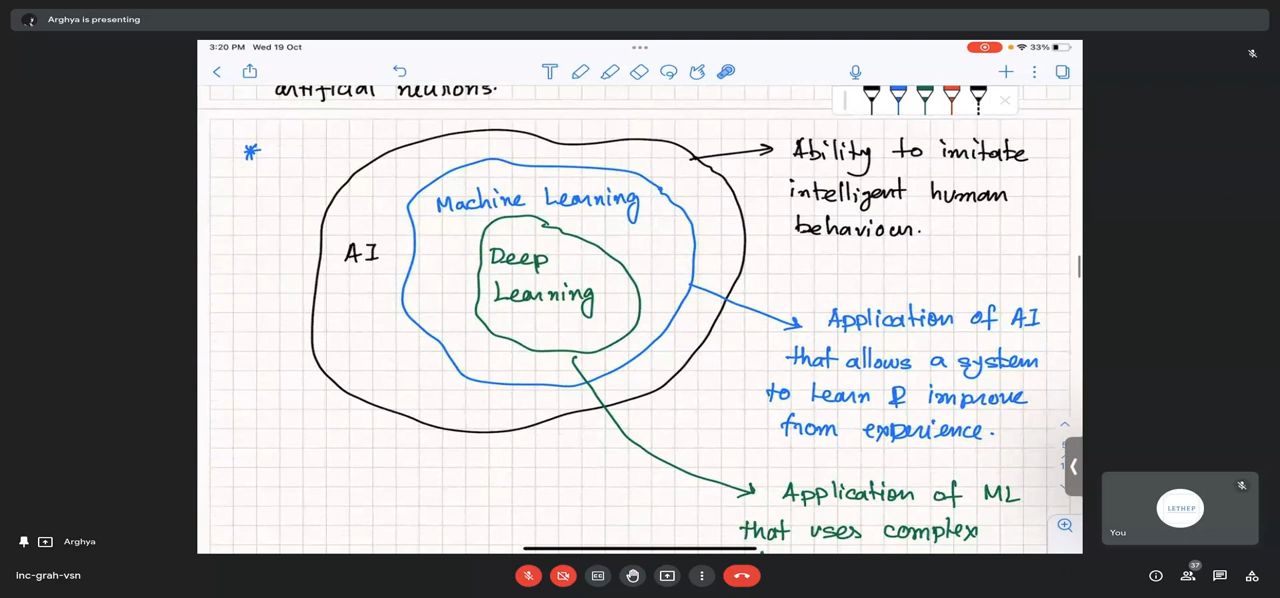 Arghya is presenting
3:20 PM Wed 19 Oct
33%
artificial neurons.
*
Machine Learning
AI
Deep
Learning
Ability to imitate
intelligent human
behaviour.
Application of AI
that allows a system
to learn & improve
from experience.
Application of ML
that uses complex
LETHEP
You
Arghya
lnc-grah-vsn
37